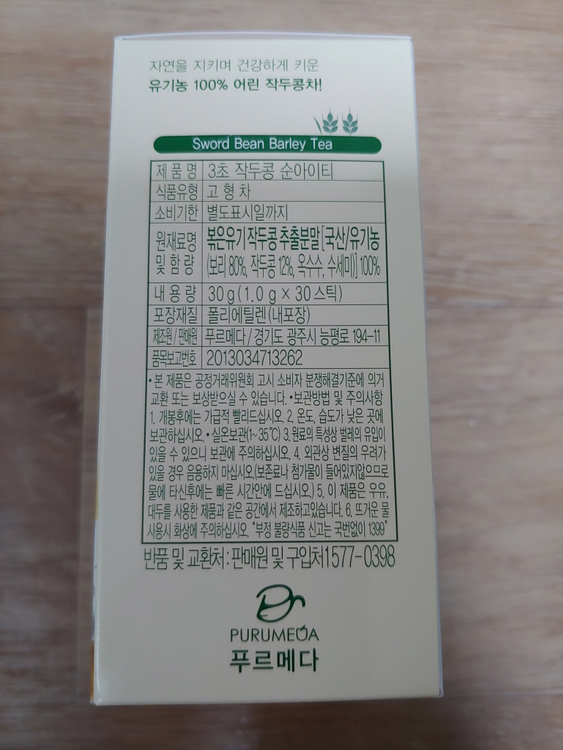 자연을 지키며 건강하게 키운
유기농 100% 어린 작두콩차!
Sword Bean Barley Tea
제 품 명 3초 작두콩 순아이티
식품유형 고 형 차
소비기한 별도표시일까지
원재료명 및 함 량 볶은유기작두콩 추출분말 [국산/유기농
(보리 80%, 작두콩 12%, 옥수수, 수세미)] 100%
내 용 량 30g(1.0g × 30스틱)
포장재질 폴리에틸렌(내포장)
제조원/판매원 푸르메다/경기도 광주시 능평로 194-11
품목보고번호 2013034713262
•본 제품은 공정거래위원회 고시 소비자 분쟁해결기준에 의거
교환 또는 보상받으실 수 있습니다. •보관방법 및 주의사항
1. 개봉후에는 가급적 빨리드십시오. 2. 온도, 습도가 낮은 곳에
보관하십시오. •실온보관(1~35℃) 3. 원료의 특성상 벌레의 유입이
있을 수 있으니 보관에 주의하십시오. 4. 외관상 변질의 우려가
있을 경우 음용하지 마십시오.(보존료나 첨가물이 들어있지않으므로
물에 타신후에는 빠른 시간안에 드십시오.) 5. 이 제품은 우유,
대두를 사용한 제품과 같은 공간에서 제조하고있습니다. 6. 뜨거운 물
사용시 화상에 주의하십시오. "부정 불량식품 신고는 국번없이 1399"
반품 및 교환처 : 판매원 및 구입처1577-0398
PURUMEDA
푸르메다